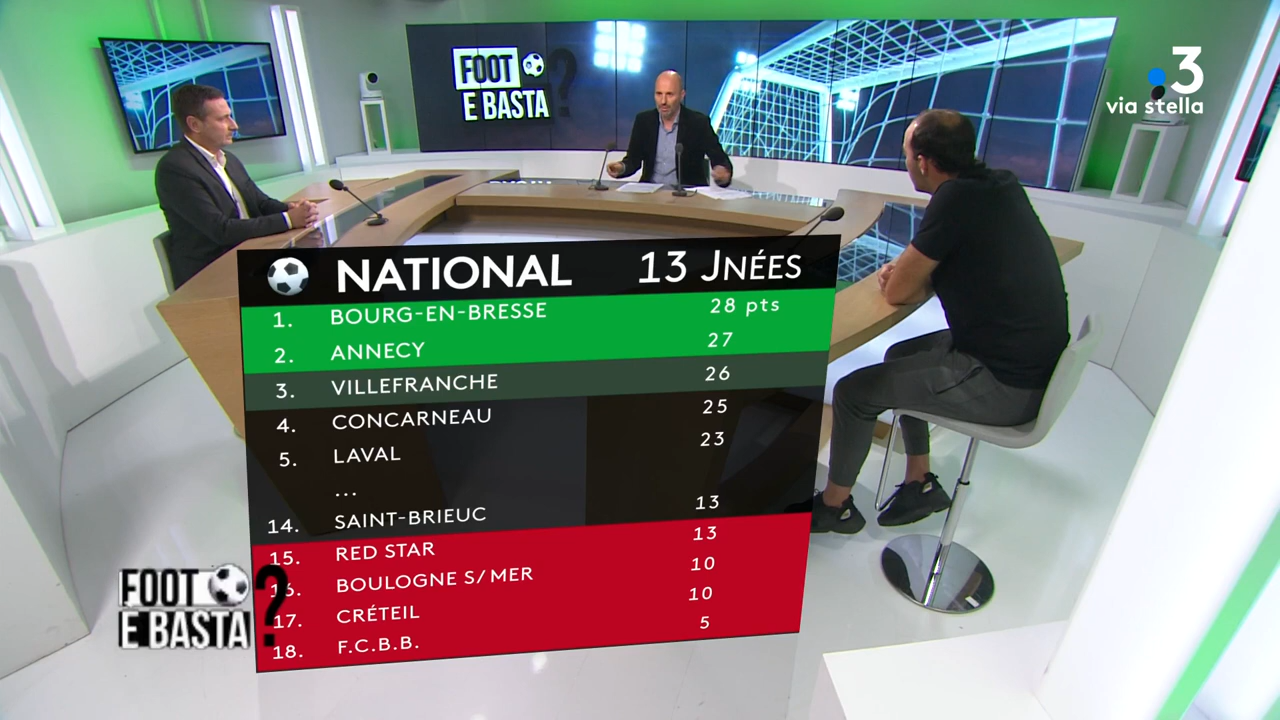 3
via stella
FOOT
E BASTA ?
NATIONAL 13 JNÉES
1. BOURG-EN-BRESSE 28 pts
2. ANNECY 27
3. VILLEFRANCHE 26
4. CONCARNEAU 25
5. LAVAL 23
...
14. SAINT-BRIEUC 13
15. RED STAR 13
16. BOULOGNE S/MER 10
17. CRÉTEIL 10
18. F.C.B.B. 5
FOOT
E BASTA ?